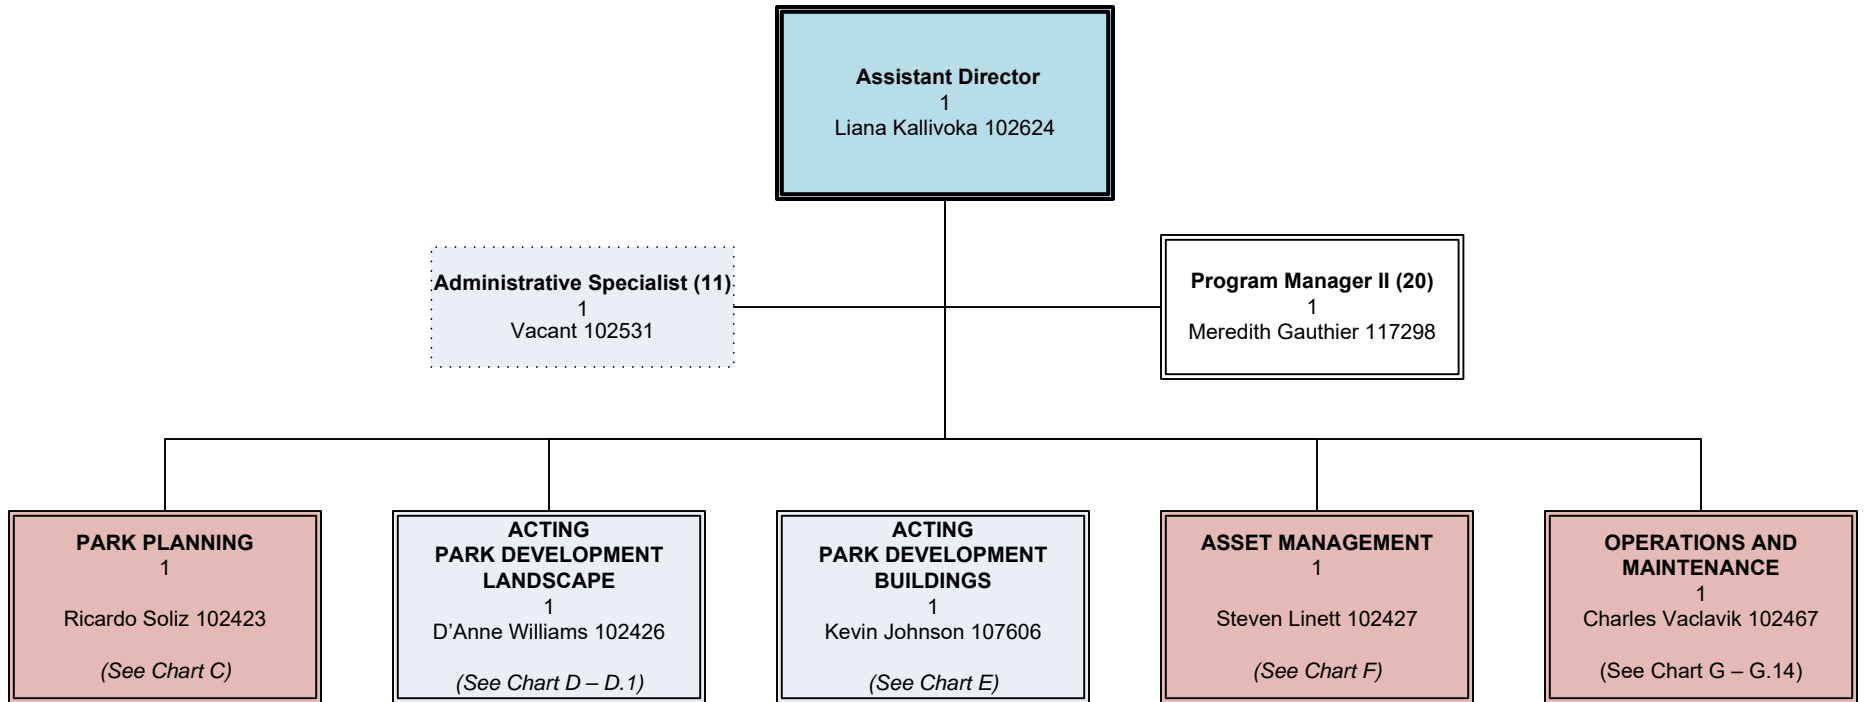 Assistant Director
1
Liana Kallivoka 102624
Administrative Specialist (11)
1
Vacant 102531
Program Manager II (20)
1
Meredith Gauthier 117298
PARK PLANNING
1
Ricardo Soliz 102423
(See Chart C)
ACTING
PARK DEVELOPMENT
LANDSCAPE
1
D’Anne Williams 102426
(See Chart D – D.1)
ACTING
PARK DEVELOPMENT
BUILDINGS
1
Kevin Johnson 107606
(See Chart E)
ASSET MANAGEMENT
1
Steven Linett 102427
(See Chart F)
OPERATIONS AND
MAINTENANCE
1
Charles Vaclavik 102467
(See Chart G – G.14)